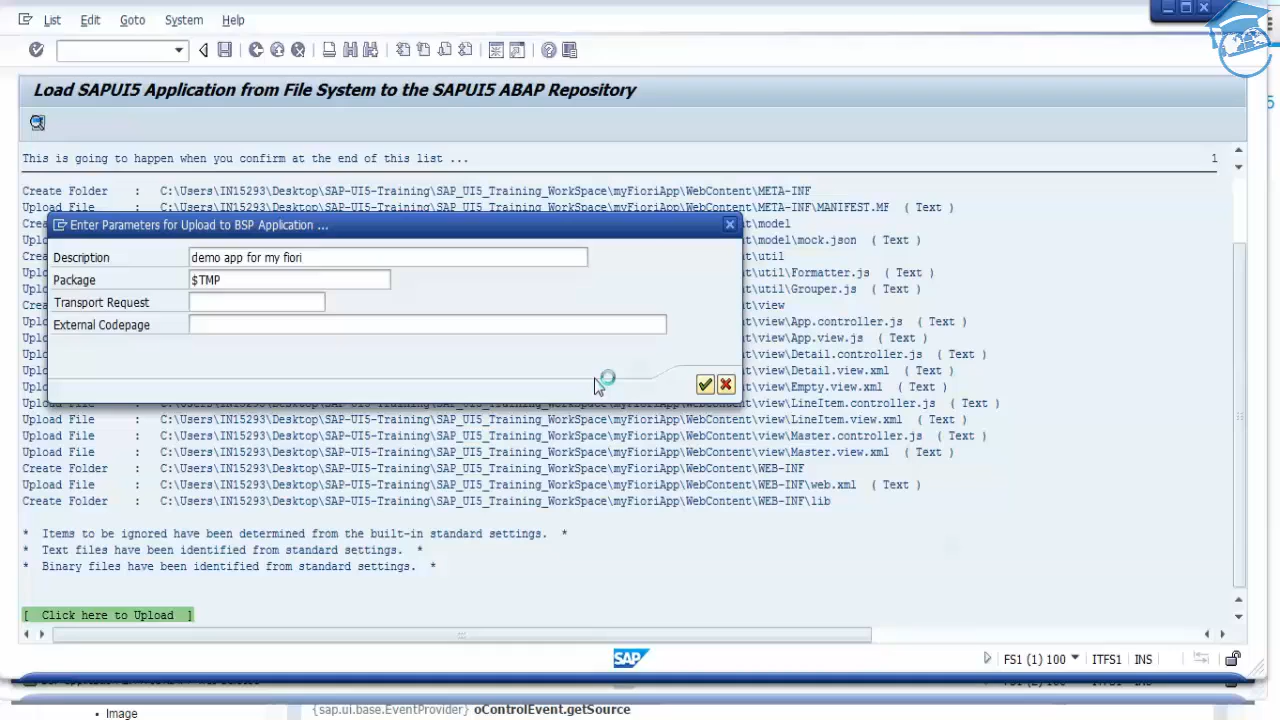 List Edit Goto System Help
Load SAPUI5 Application from File System to the SAPUI5 ABAP Repository
This is going to happen when you confirm at the end of this list ... 1
Create Folder : C:\Users\IN15293\Desktop\SAP-UI5-Training\SAP_UI5_Training_WorkSpace\myFioriApp\WebContent\META-INF
Upload File : C:\Users\IN15293\Desktop\SAP-UI5-Training\SAP_UI5_Training_WorkSpace\myFioriApp\WebContent\META-INF\MANIFEST.MF ( Text )
Enter Parameters for Upload to BSP Application ...
Description demo app for my fiori
Package $TMP
Transport Request
External Codepage
nt\model
nt\model\mock.json ( Text )
nt\util
nt\util\Formatter.js ( Text )
nt\util\Grouper.js ( Text )
nt\view
nt\view\App.controller.js ( Text )
nt\view\App.view.js ( Text )
nt\view\Detail.controller.js ( Text )
nt\view\Detail.view.xml ( Text )
nt\view\Empty.view.xml ( Text )
nt\view\LineItem.controller.js ( Text )
Upload File : C:\Users\IN15293\Desktop\SAP-UI5-Training\SAP_UI5_Training_WorkSpace\myFioriApp\WebContent\view\LineItem.view.xml ( Text )
Upload File : C:\Users\IN15293\Desktop\SAP-UI5-Training\SAP_UI5_Training_WorkSpace\myFioriApp\WebContent\view\Master.controller.js ( Text )
Upload File : C:\Users\IN15293\Desktop\SAP-UI5-Training\SAP_UI5_Training_WorkSpace\myFioriApp\WebContent\view\Master.view.xml ( Text )
Create Folder : C:\Users\IN15293\Desktop\SAP-UI5-Training\SAP_UI5_Training_WorkSpace\myFioriApp\WebContent\WEB-INF
Upload File : C:\Users\IN15293\Desktop\SAP-UI5-Training\SAP_UI5_Training_WorkSpace\myFioriApp\WebContent\WEB-INF\web.xml ( Text )
Create Folder : C:\Users\IN15293\Desktop\SAP-UI5-Training\SAP_UI5_Training_WorkSpace\myFioriApp\WebContent\WEB-INF\lib
* Items to be ignored have been determined from the built-in standard settings. *
* Text files have been identified from standard settings. *
* Binary files have been identified from standard settings. *
[ Click here to Upload ]
SAP FS1 (1) 100 ITFS1 INS
• Image {sap.ui.base.EventProvider} oControlEvent.getSource